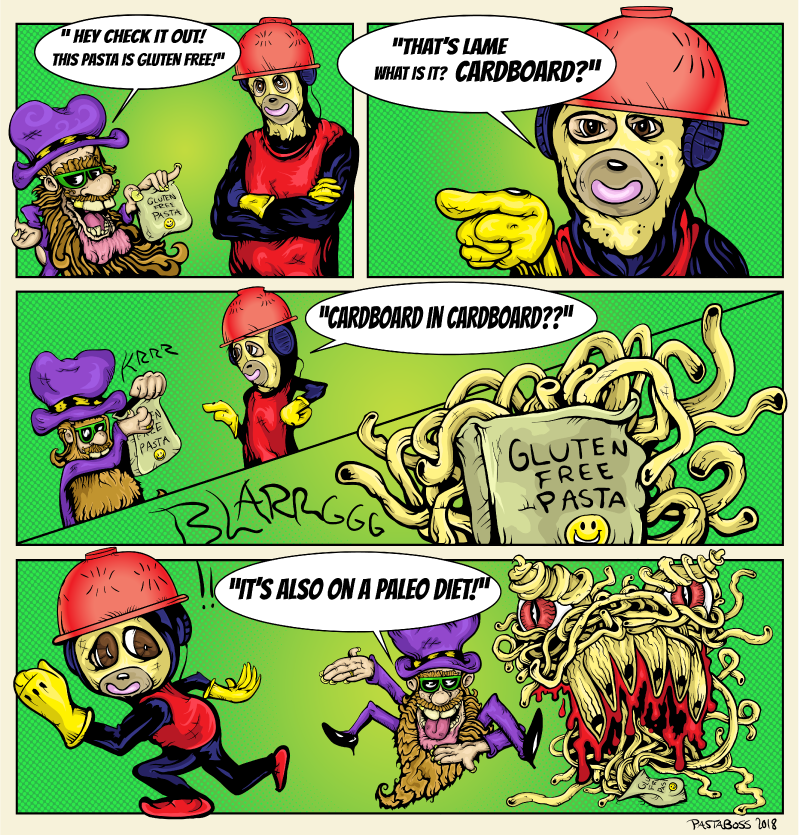 " HEY CHECK IT OUT!
THIS PASTA IS GLUTEN FREE!"
GLUTEN
FREE
PASTA
"THAT'S LAME
WHAT IS IT? CARDBOARD?"
"CARDBOARD IN CARDBOARD??"
KRRR
FREE
PASTA
BLARRGGG
GLUTEN
FREE
PASTA
!!
"IT'S ALSO ON A PALEO DIET!"
PASTABOSS 2018